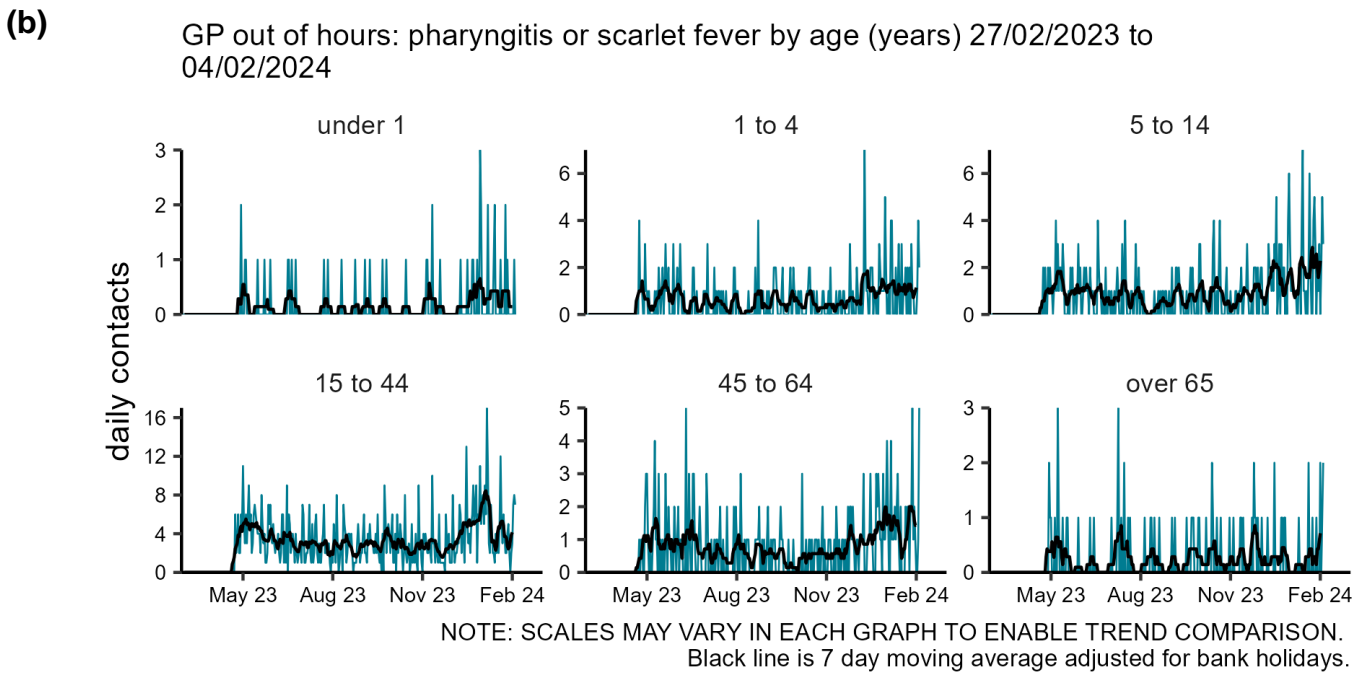 (b)
GP out of hours: pharyngitis or scarlet fever by age (years) 27/02/2023 to
04/02/2024
daily contacts
under 1
3
2
1
0
1 to 4
6
4
2
0
5 to 14
6
4
2
0
15 to 44
16
12
8
4
0
May 23 Aug 23 Nov 23 Feb 24
45 to 64
5
4
3
2
1
0
May 23 Aug 23 Nov 23 Feb 24
over 65
3
2
1
0
May 23 Aug 23 Nov 23 Feb 24
NOTE: SCALES MAY VARY IN EACH GRAPH TO ENABLE TREND COMPARISON.
Black line is 7 day moving average adjusted for bank holidays.